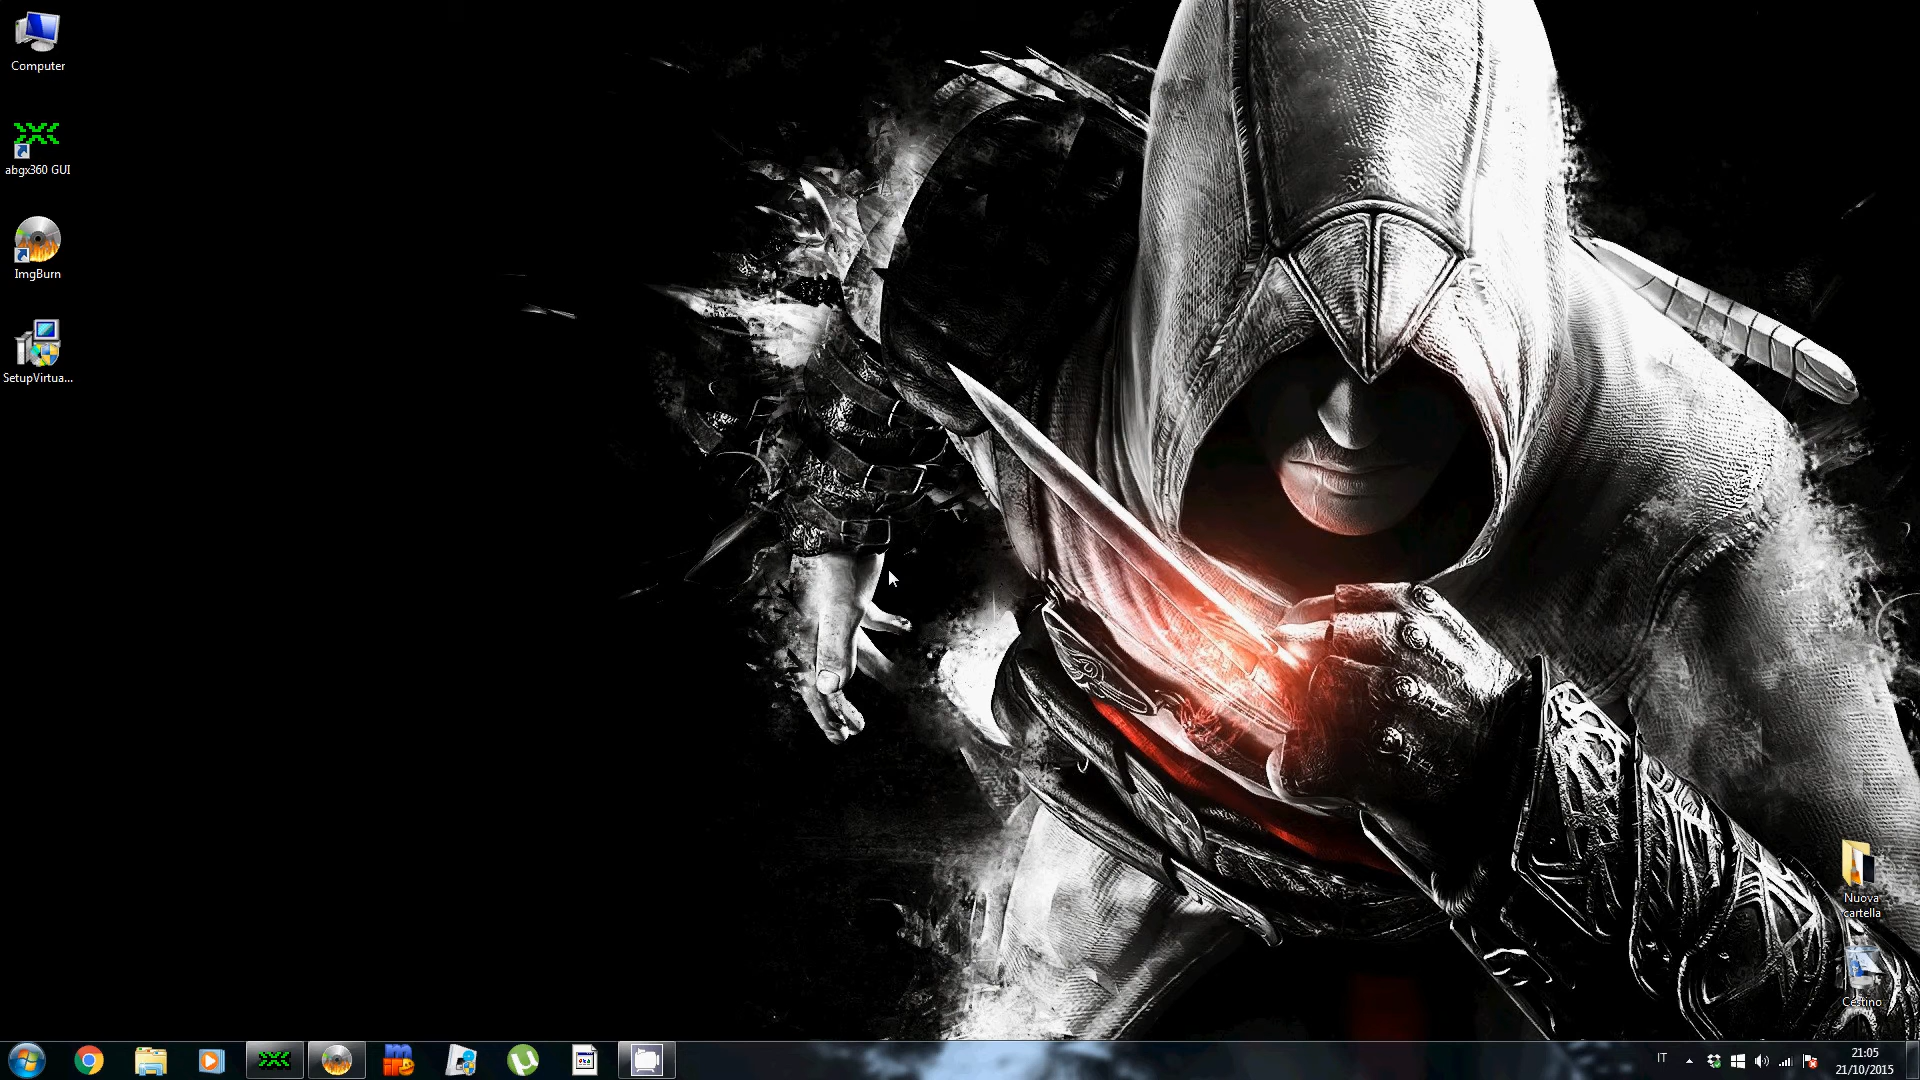 Computer
abgx360 GUI
ImgBurn
SetupVirtua...
Nuova
cartella
Cestino
IT
21:05
21/10/2015